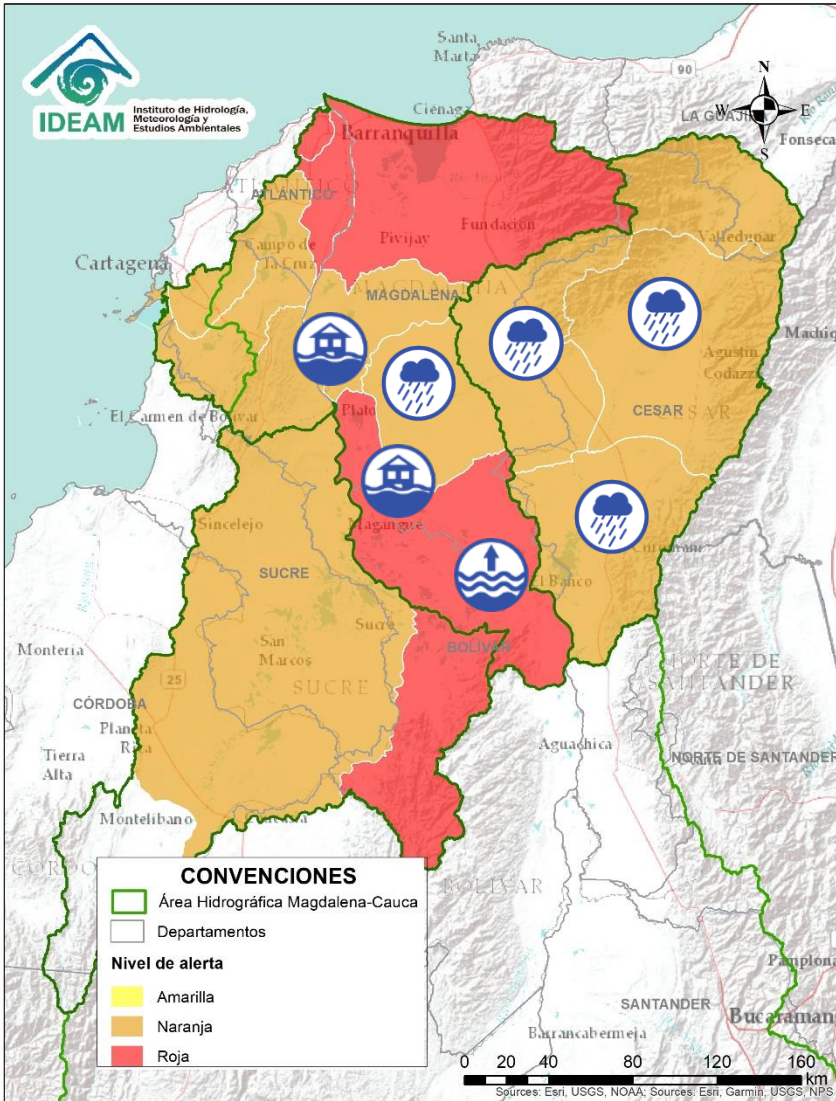 IDEAM
Instituto de Hidrología,
Meteorología y
Estudios Ambientales
Santa
Marta
90
N
W
E
S
Ciénaga
LA GUAJIRA
Fonseca
Barranquilla
ATLÁNTICO
Pivijay
Fundación
Valledupar
Campo de
la Cruz
Cartagena
MAGDALENA
Agustín
Codazzi
CESAR
El Carmen de Bolívar
Plato
Magangué
Sincelejo
SUCRE
El Banco
Sucre
San
Marcos
SUCRE
BOLÍVAR
Montería
25
CÓRDOBA
Planeta
Rica
Tierra
Alta
NORTE DE
SANTANDER
Aguachica
NORTE DE SANTANDER
Montelíbano
BOLÍVAR
CONVENCIONES
Área Hidrográfica Magdalena-Cauca
Departamentos
Nivel de alerta
Amarilla
Naranja
Roja
Pamplona
SANTANDER
Bucaraman
Barrancabermeja
0 20 40 80 120 160
km
Sources: Esri, USGS, NOAA; Sources: Esri, Garmin, USGS, NPS